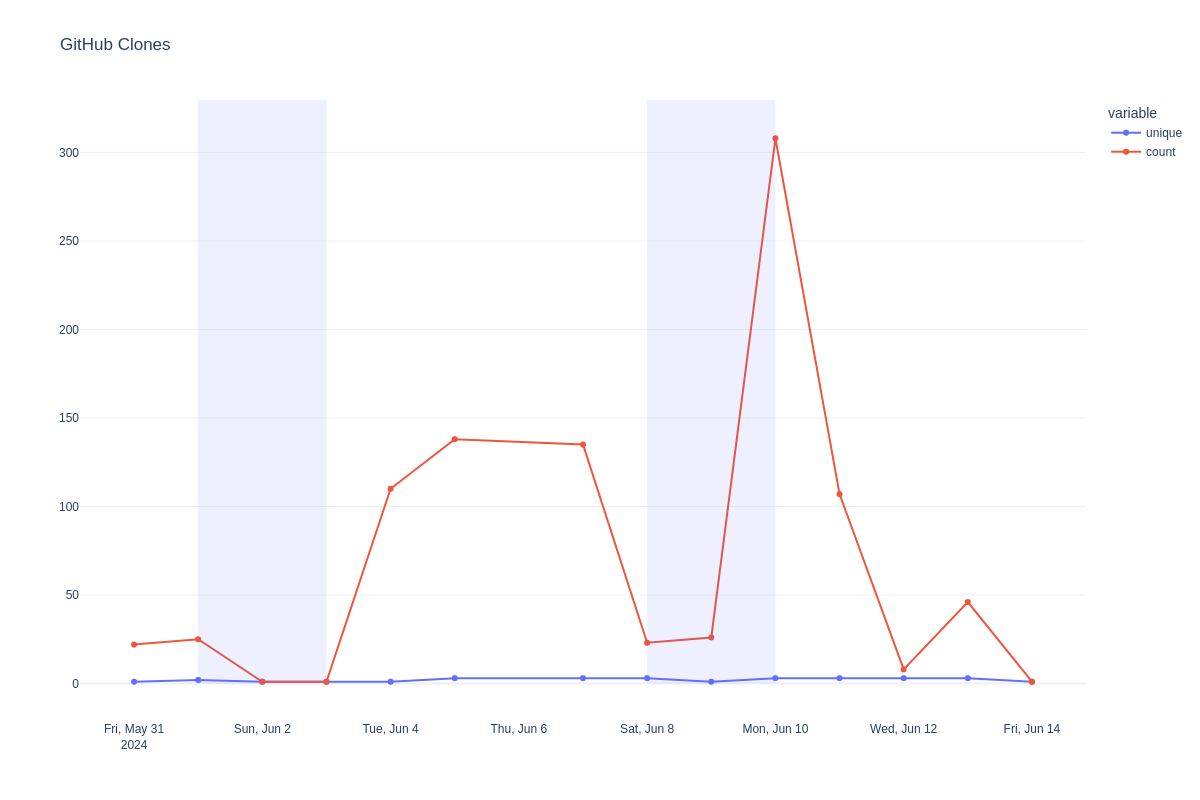 GitHub Clones
variable
unique
count
300
250
200
150
100
50
0
Fri, May 31
2024
Sun, Jun 2
Tue, Jun 4
Thu, Jun 6
Sat, Jun 8
Mon, Jun 10
Wed, Jun 12
Fri, Jun 14